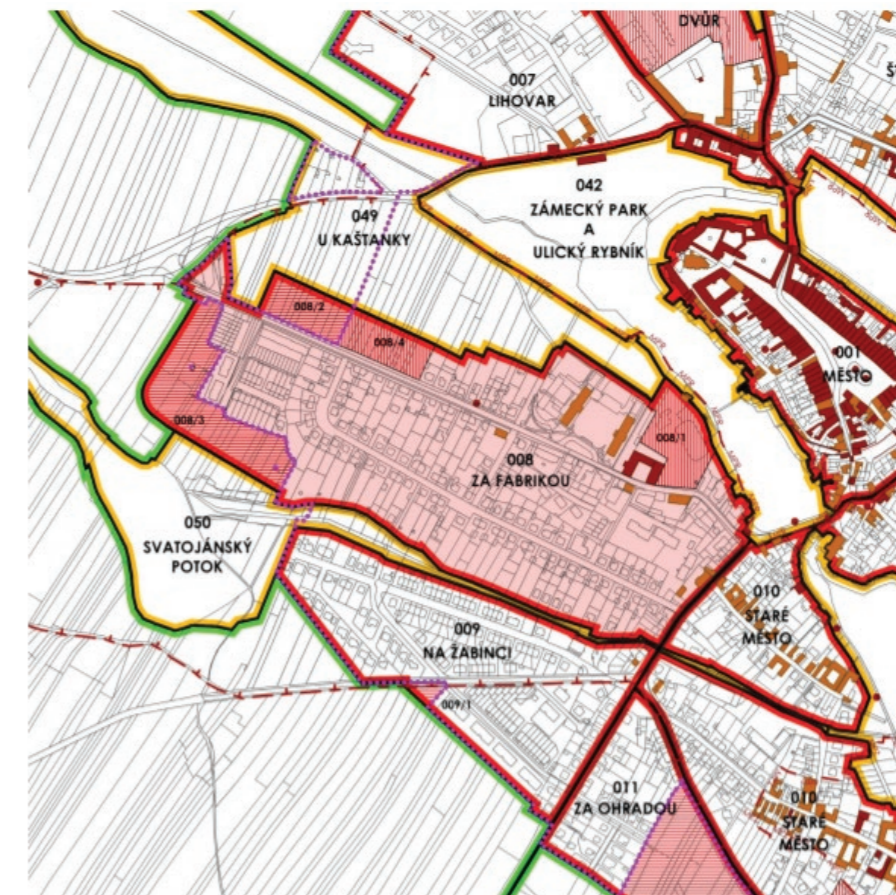 DVŮR
007
LIHOVAR
042
ZÁMECKÝ PARK
A
ULICKÝ RYBNÍK
049
U KAŠTANKY
008/2
008/4
001
MĚSTO
008/3
008/1
008
ZA FABRIKOU
050
SVATOJÁNSKÝ
POTOK
010
STARÉ
MĚSTO
009
NA ŽABINCI
009/1
011
ZA OHRADOU
010
STARÉ
MĚSTO